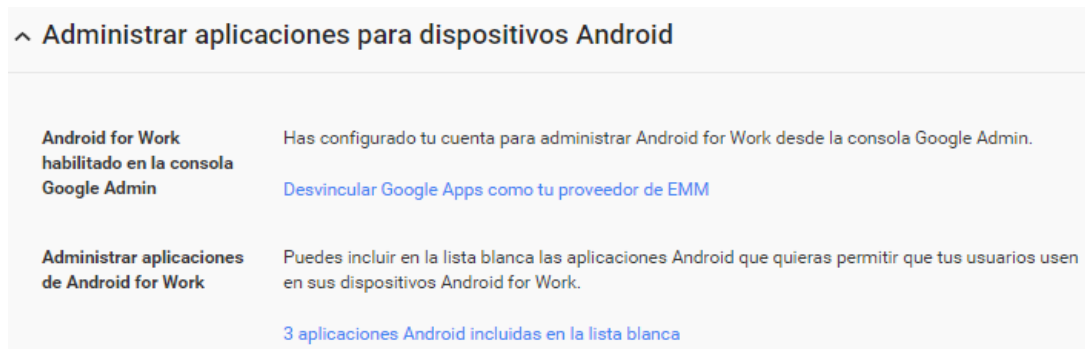 Administrar aplicaciones para dispositivos Android
Android for Work
habilitado en la consola
Google Admin
Has configurado tu cuenta para administrar Android for Work desde la consola Google Admin.
Desvincular Google Apps como tu proveedor de EMM
Administrar aplicaciones
de Android for Work
Puedes incluir en la lista blanca las aplicaciones Android que quieras permitir que tus usuarios usen
en sus dispositivos Android for Work.
3 aplicaciones Android incluidas en la lista blanca